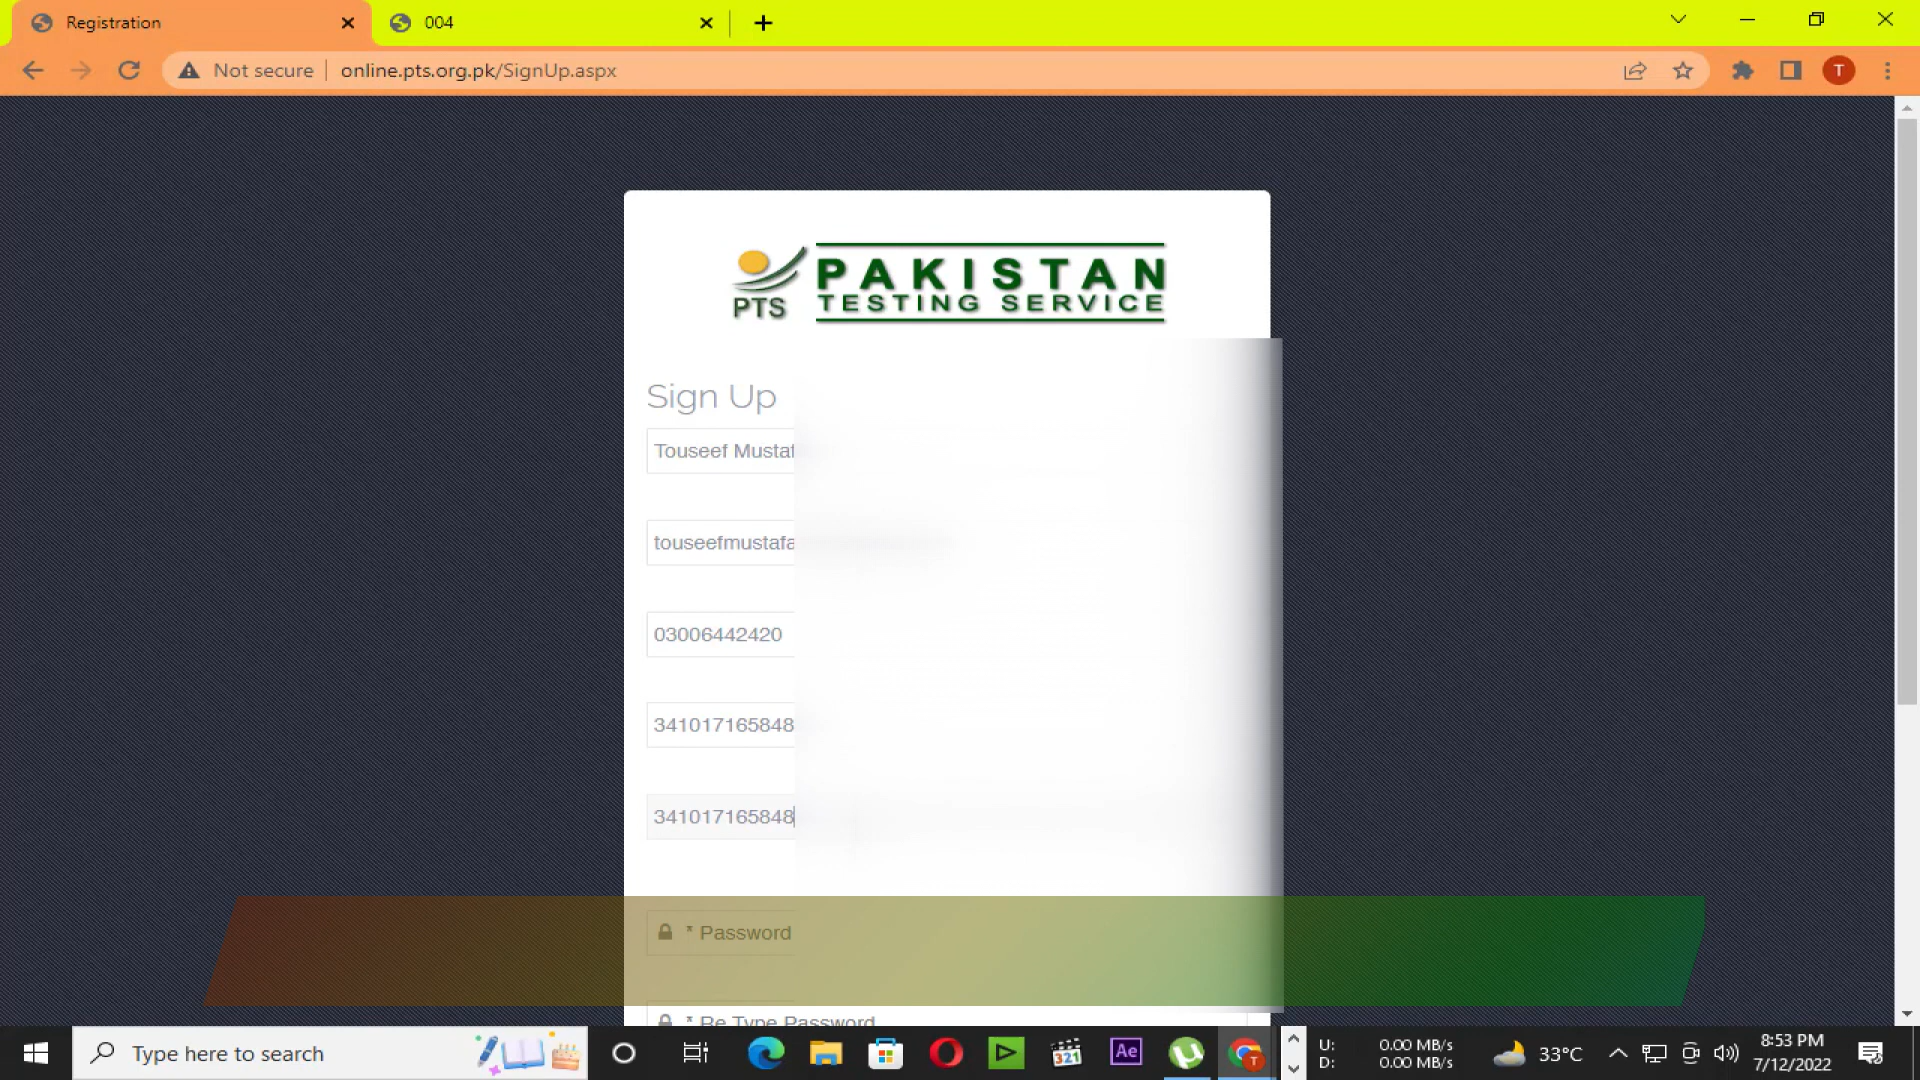 Registration
004
Not secure
online.pts.org.pk/SignUp.aspx
T
PTS
PAKISTAN
TESTING SERVICE
Sign Up
Touseef Mustaf
touseefmustafa
03006442420
341017165848
341017165848
* Password
* Re Type Password
Type here to search
321
Ae
T
U: 0.00 MB/s
D: 0.00 MB/s
33°C
8:53 PM
7/12/2022